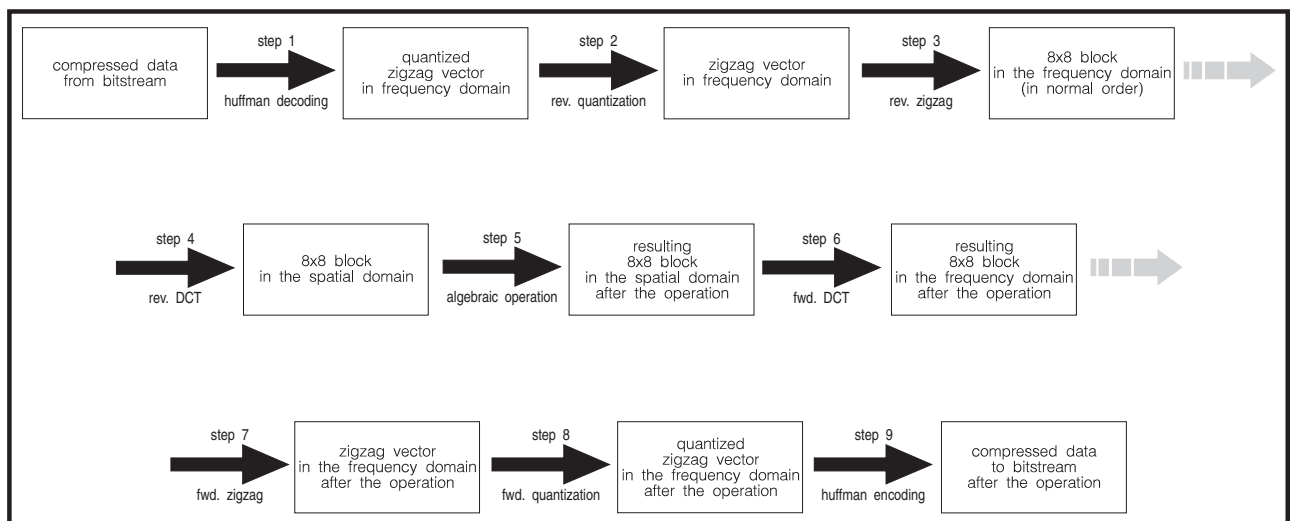 step 1
step 2
step 3
compressed data
from bitstream
huffman decoding
quantized
zigzag vector
in frequency domain
rev. quantization
zigzag vector
in frequency domain
rev. zigzag
8x8 block
in the frequency domain
(in normal order)
step 4
rev. DCT
8x8 block
in the spatial domain
step 5
algebraic operation
resulting
8x8 block
in the spatial domain
after the operation
step 6
fwd. DCT
resulting
8x8 block
in the frequency domain
after the operation
step 7
fwd. zigzag
zigzag vector
in the frequency domain
after the operation
step 8
fwd. quantization
quantized
zigzag vector
in the frequency domain
after the operation
step 9
huffman encoding
compressed data
to bitstream
after the operation